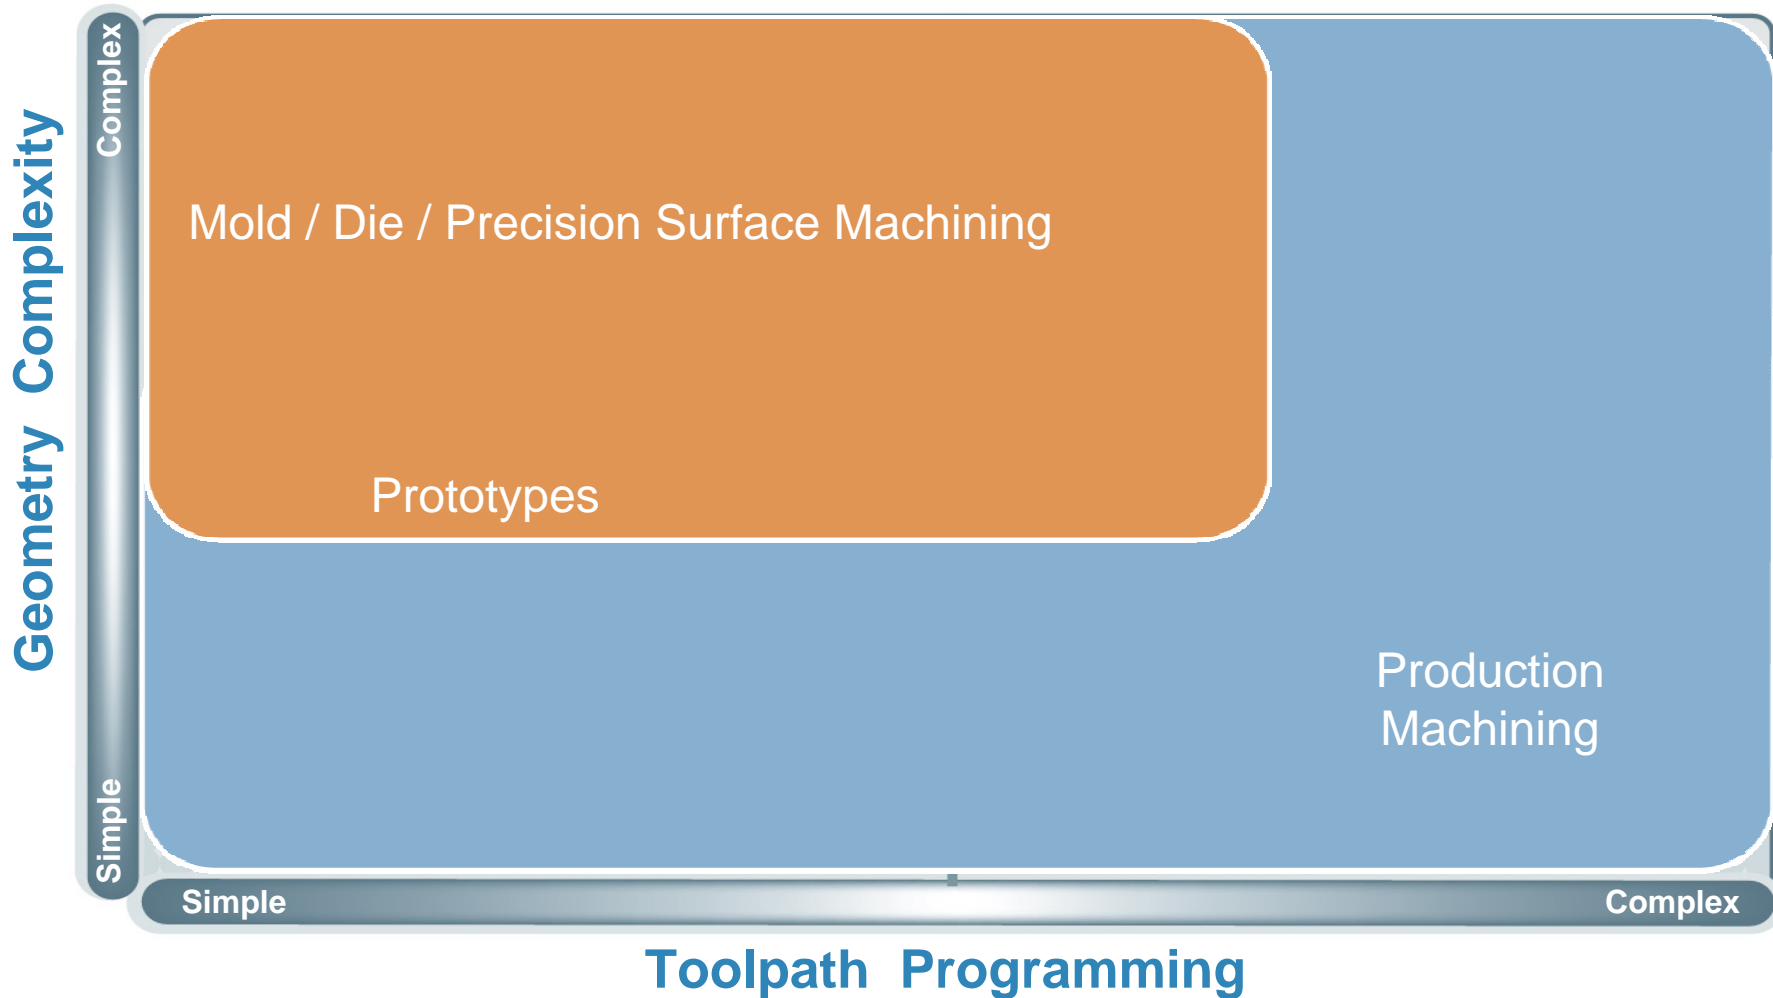 Geometry Complexity
Complex
Simple
Mold / Die / Precision Surface Machining
Prototypes
Production
Machining
Simple
Complex
Toolpath Programming